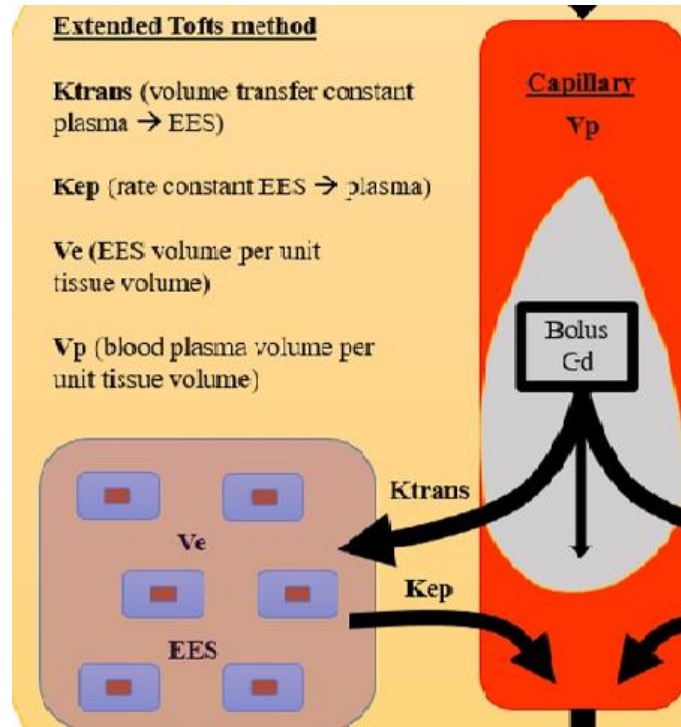 Extended Tofts method
Ktrans (volume transfer constant
plasma → EES)
Kep (rate constant EES → plasma)
Ve (EES volume per unit
tissue volume)
Vp (blood plasma volume per
unit tissue volume)
Capillary
Vp
Bolus
Gd
Ktrans
Ve
Kep
EES